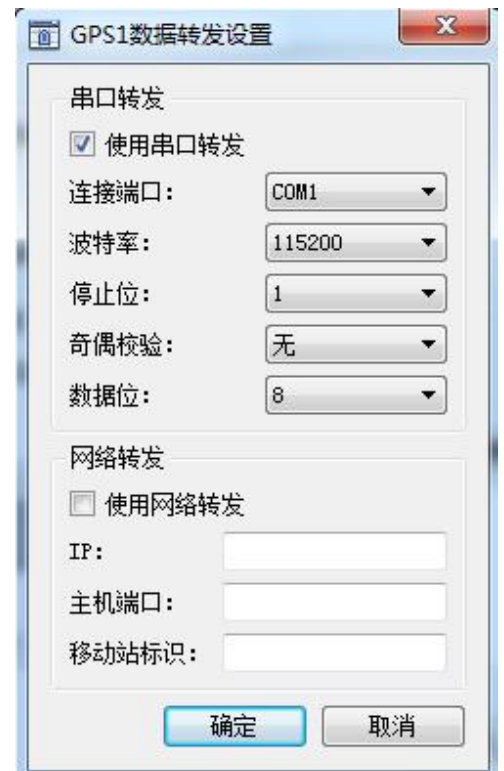 GPS1数据转发设置
串口转发
使用串口转发
连接端口: COM1
波特率: 115200
停止位: 1
奇偶校验: 无
数据位: 8
网络转发
使用网络转发
IP:
主机端口:
移动站标识:
确定 取消